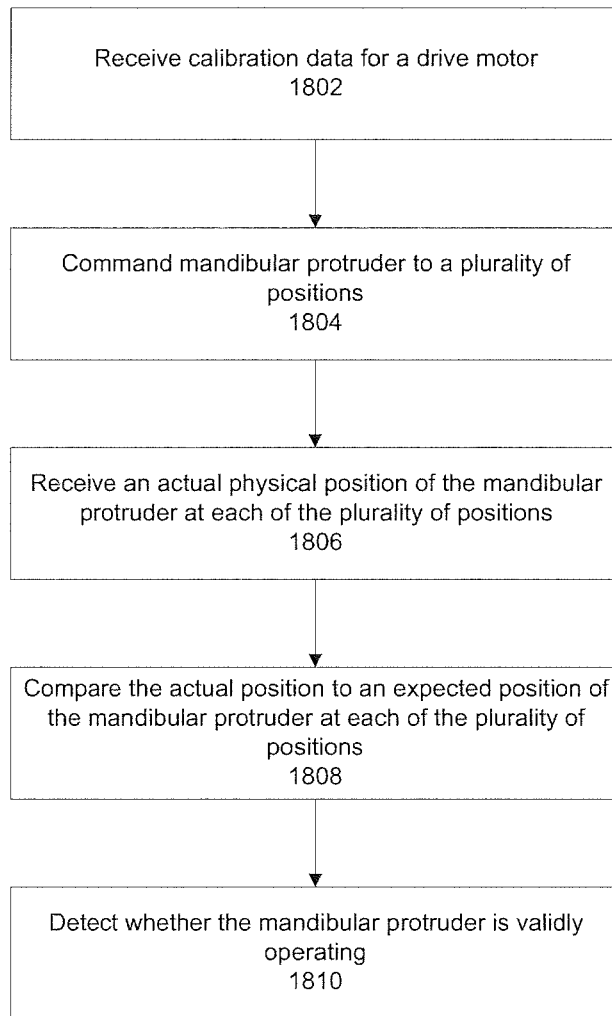 Receive calibration data for a drive motor
1802
Command mandibular protruder to a plurality of
positions
1804
Receive an actual physical position of the mandibular
protruder at each of the plurality of positions
1806
Compare the actual position to an expected position of
the mandibular protruder at each of the plurality of
positions
1808
Detect whether the mandibular protruder is validly
operating
1810